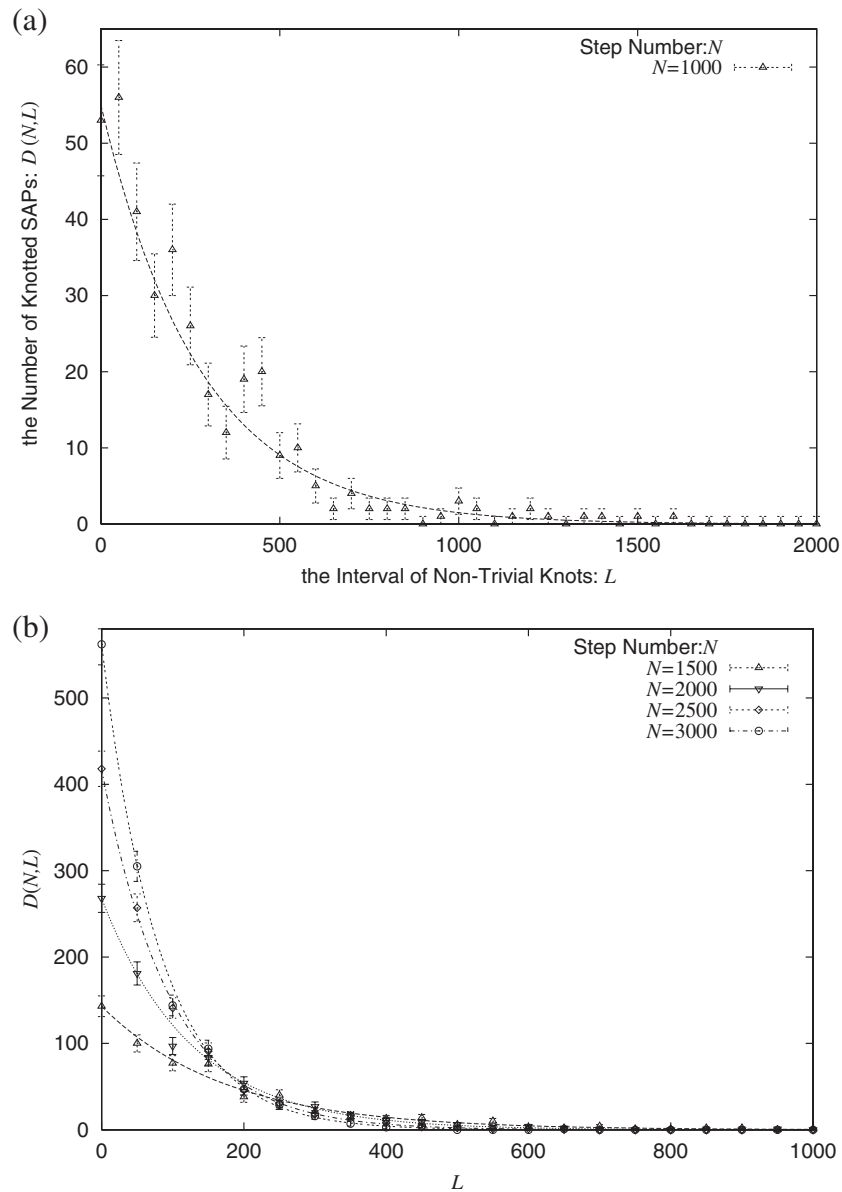 (a)
Step Number:N
N=1000
60
50
40
30
20
10
0
the Number of Knotted SAPs: D (N,L)
0 500 1000 1500 2000
the Interval of Non-Trivial Knots: L
(b)
Step Number:N
N=1500
N=2000
N=2500
N=3000
500
400
300
200
100
0
D(N,L)
0 200 400 600 800 1000
L